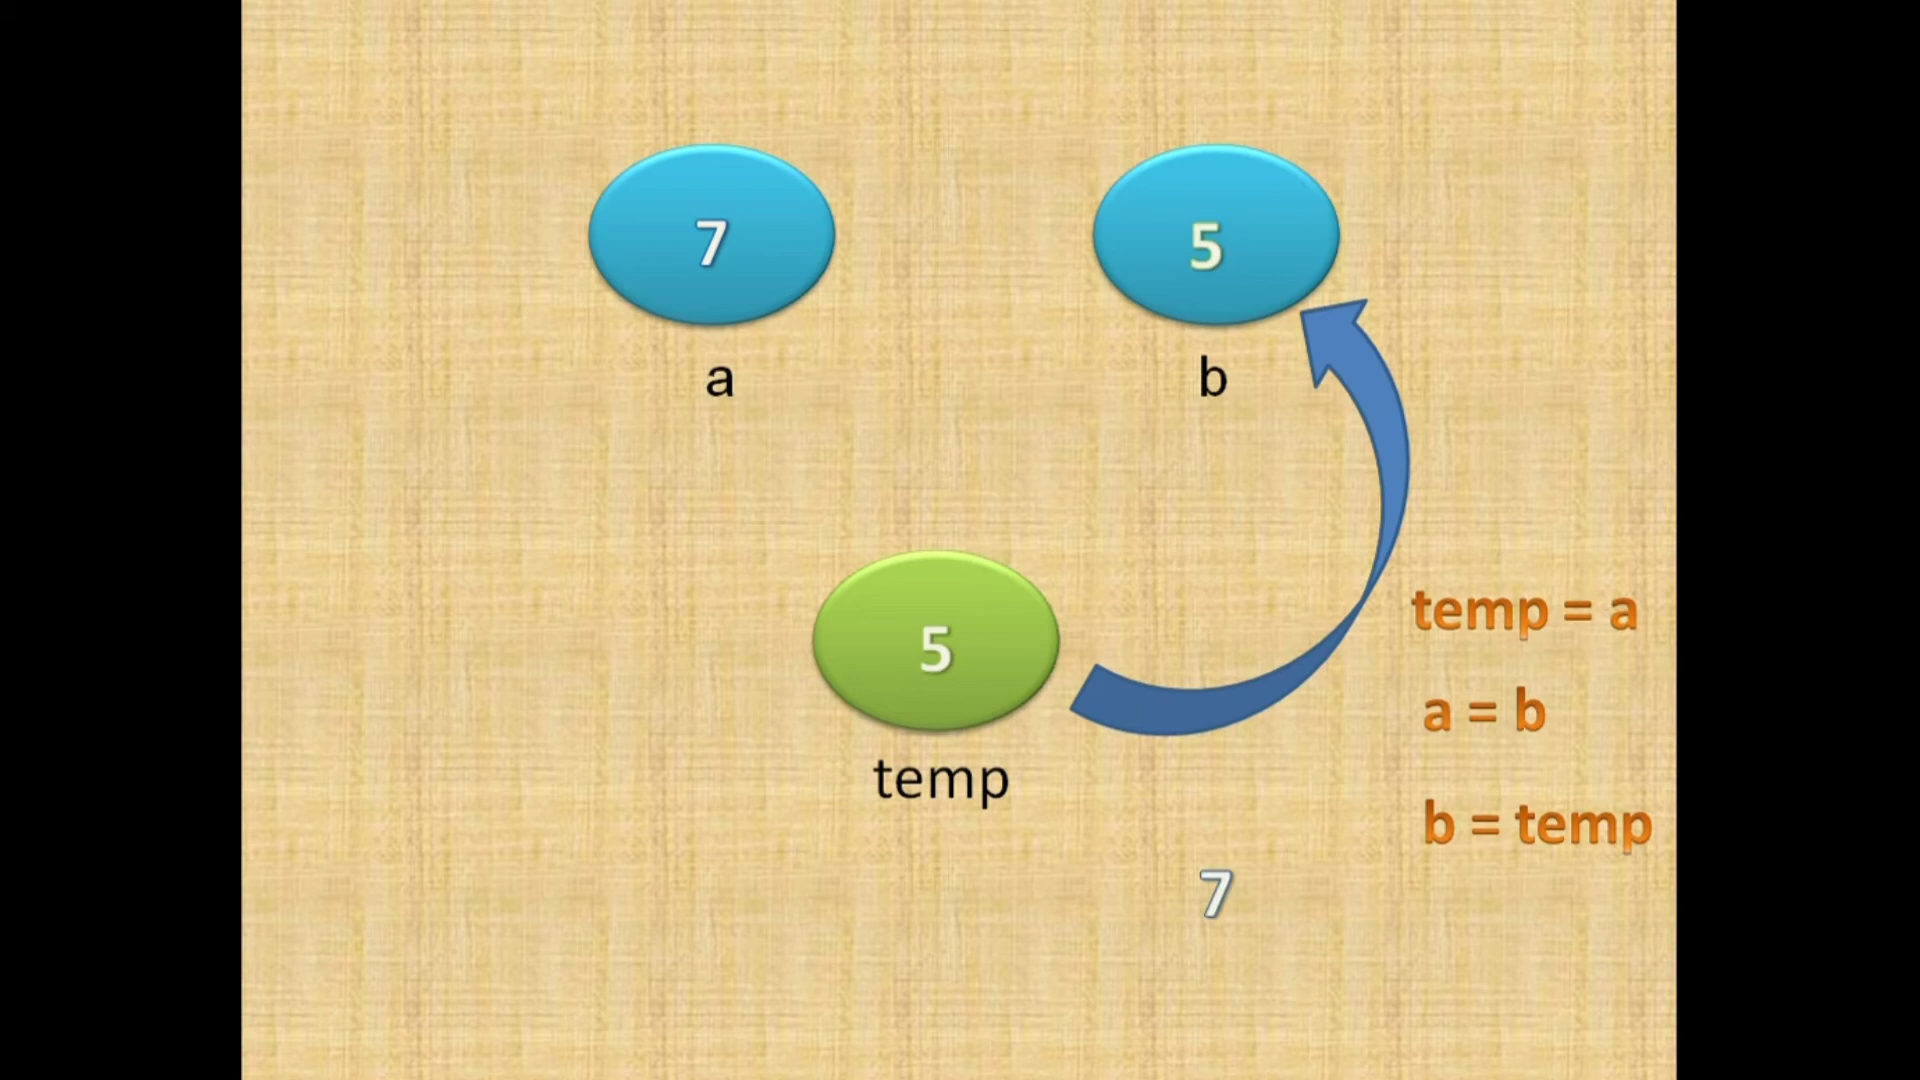 7
5
a
b
5
temp
temp = a
a = b
b = temp
7